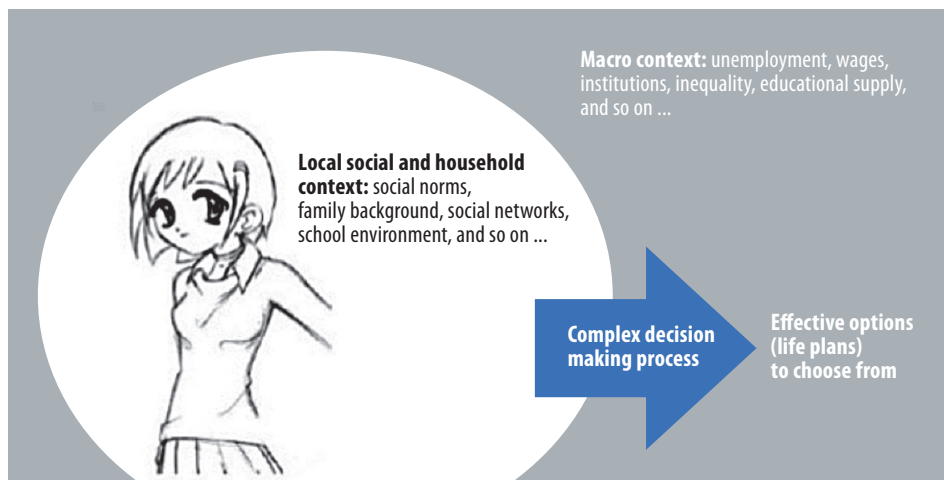 Macro context: unemployment, wages,
institutions, inequality, educational supply,
and so on ...
Local social and household
context: social norms,
family background, social networks,
school environment, and so on ...
Complex decision
making process
Effective options
(life plans)
to choose from